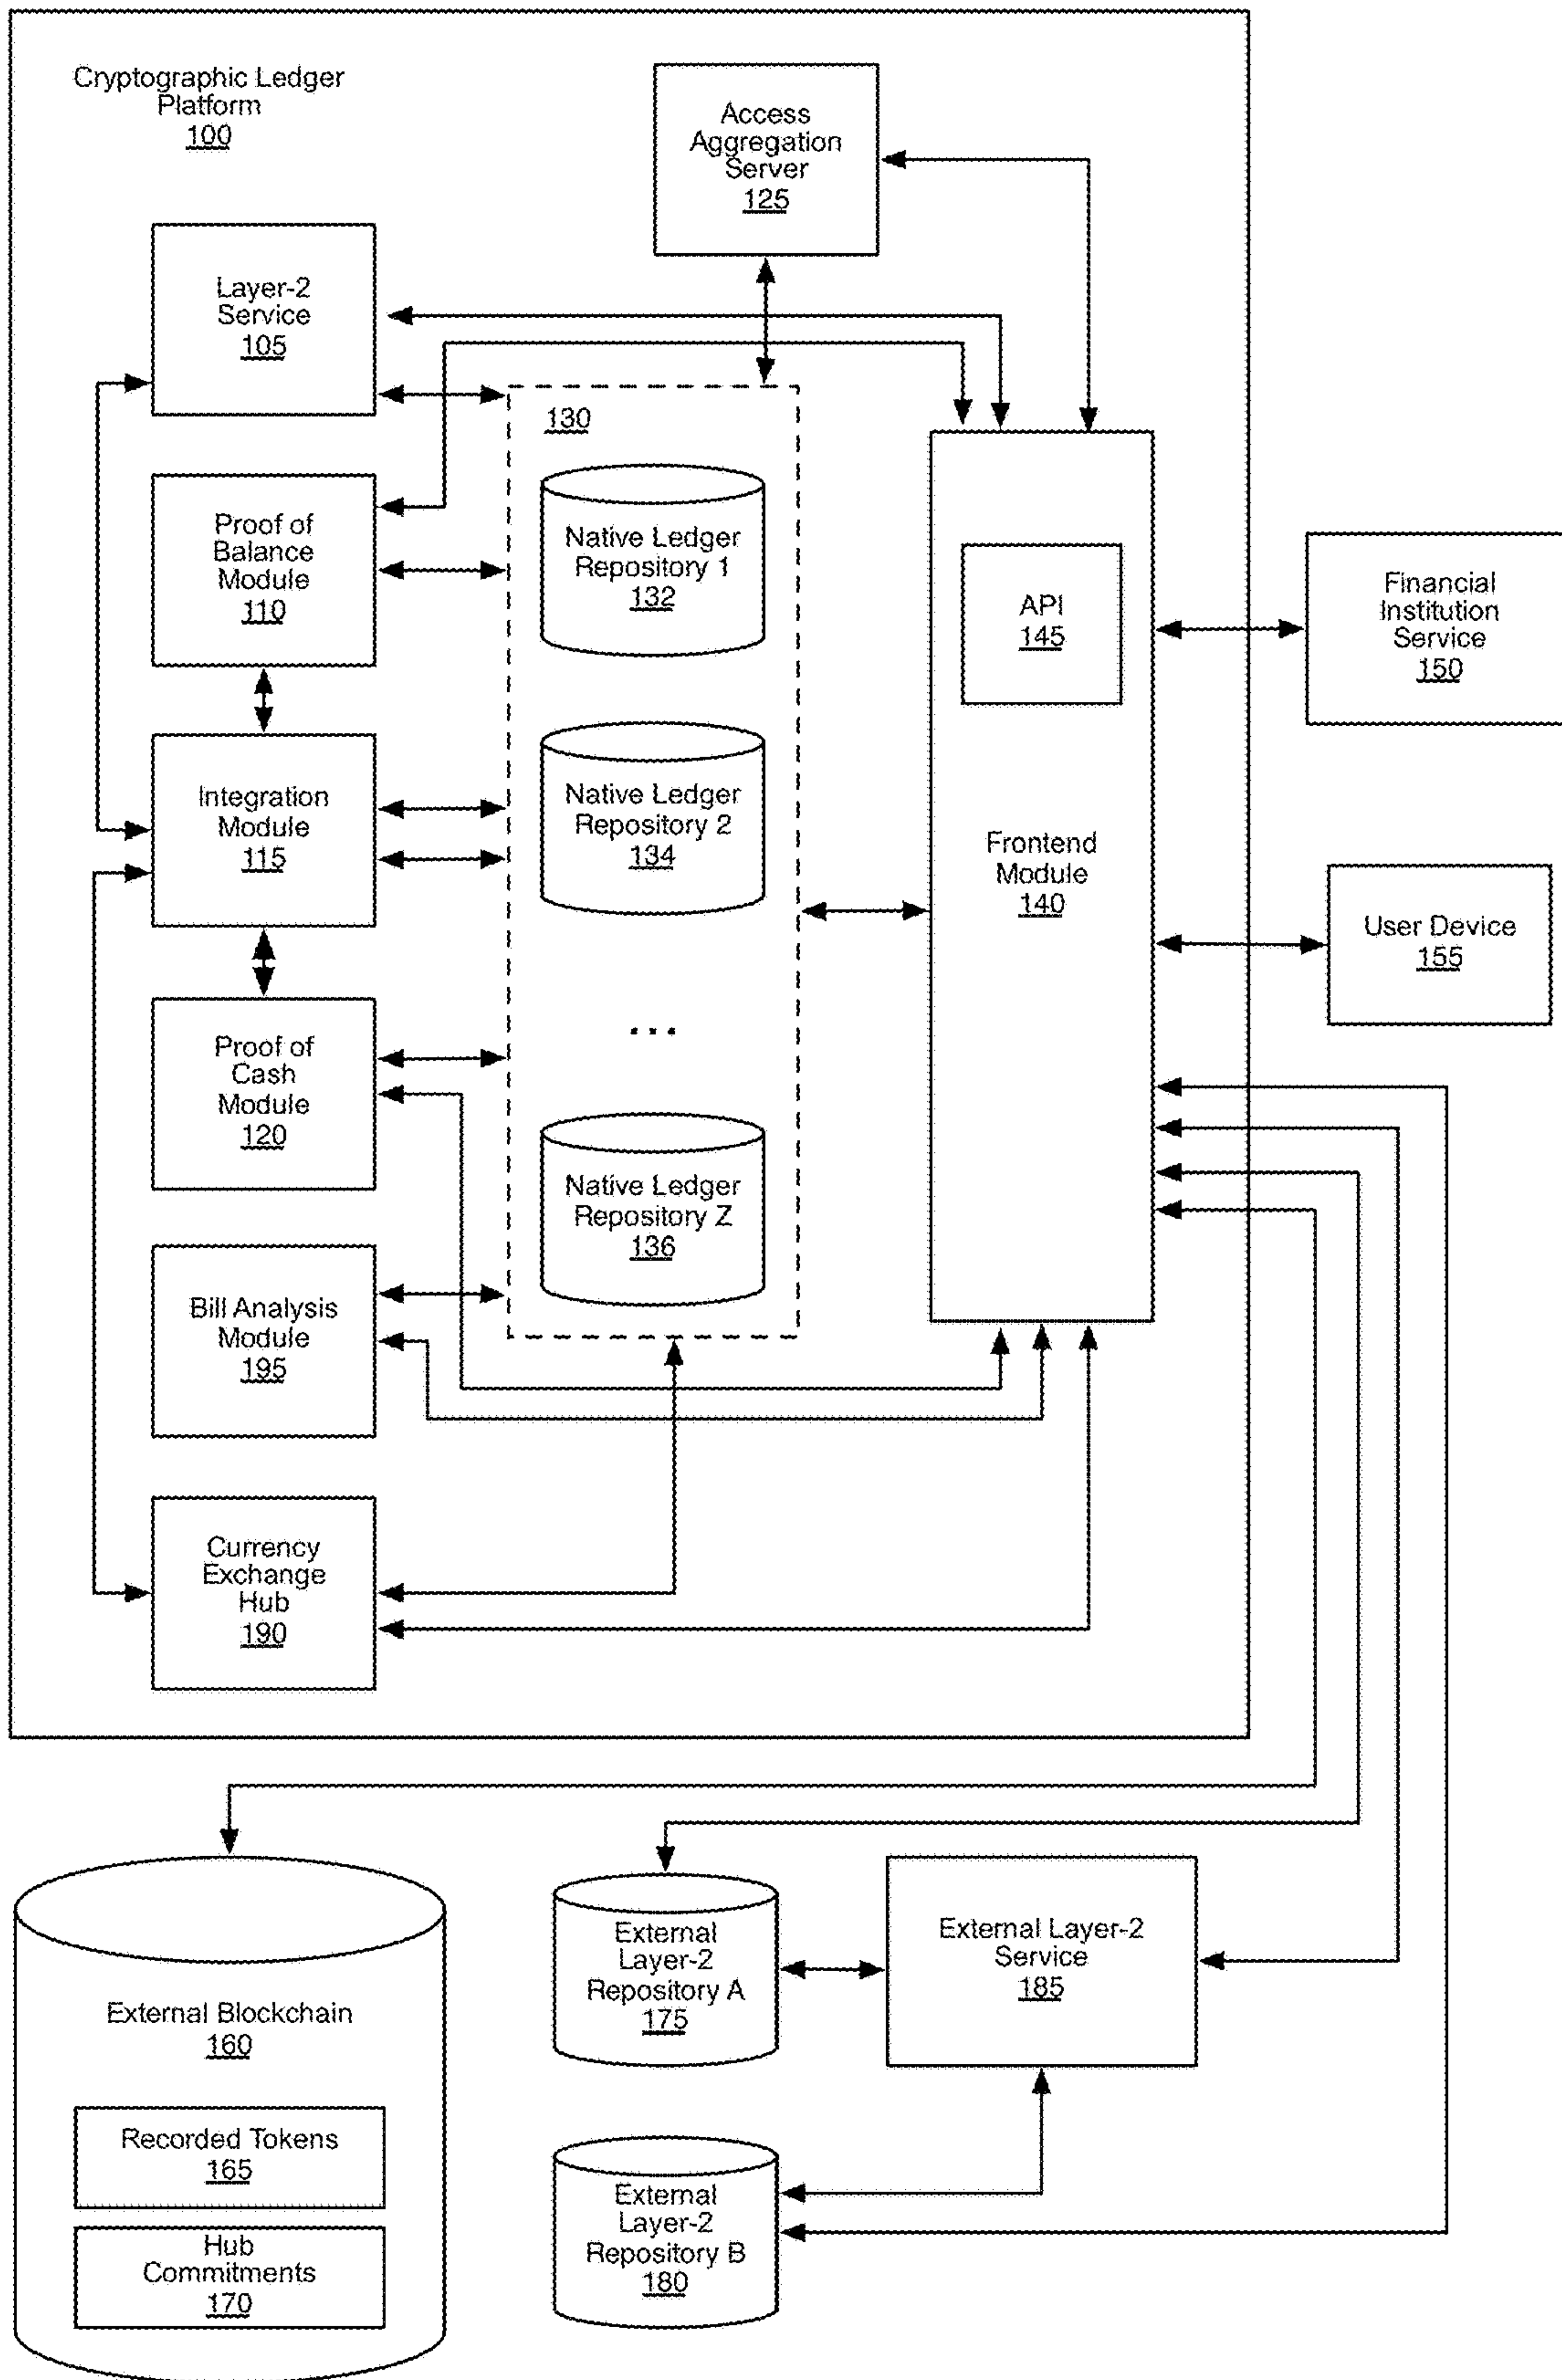 Cryptographic Ledger
Platform
100
Access
Aggregation
Server
125
Layer-2
Service
105
130
Proof of
Balance
Module
110
Native Ledger
Repository 1
132
API
145
Financial
Institution
Service
150
Integration
Module
115
Native Ledger
Repository 2
134
Frontend
Module
140
User Device
155
Proof of
Cash
Module
120
...
Native Ledger
Repository Z
136
Bill Analysis
Module
195
Currency
Exchange
Hub
190
External Blockchain
160
Recorded Tokens
165
Hub
Commitments
170
External
Layer-2
Repository A
175
External Layer-2
Service
185
External
Layer-2
Repository B
180